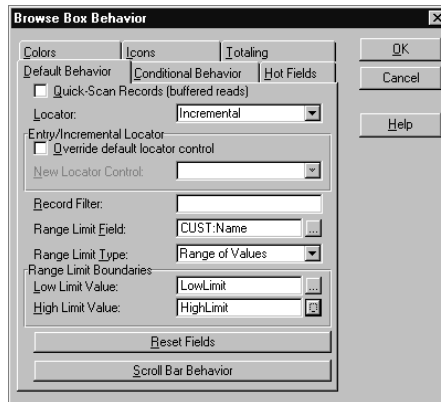 Browse Box Behavior
Colors Icons Totaling
Default Behavior Conditional Behavior Hot Fields
Quick-Scan Records (buffered reads)
Locator: Incremental
Entry/Incremental Locator
Override default locator control
New Locator Control:
Record Filter:
Range Limit Field: CUST:Name ...
Range Limit Type: Range of Values
Range Limit Boundaries
Low Limit Value: LowLimit ...
High Limit Value: HighLimit ...
Reset Fields
Scroll Bar Behavior
OK
Cancel
Help